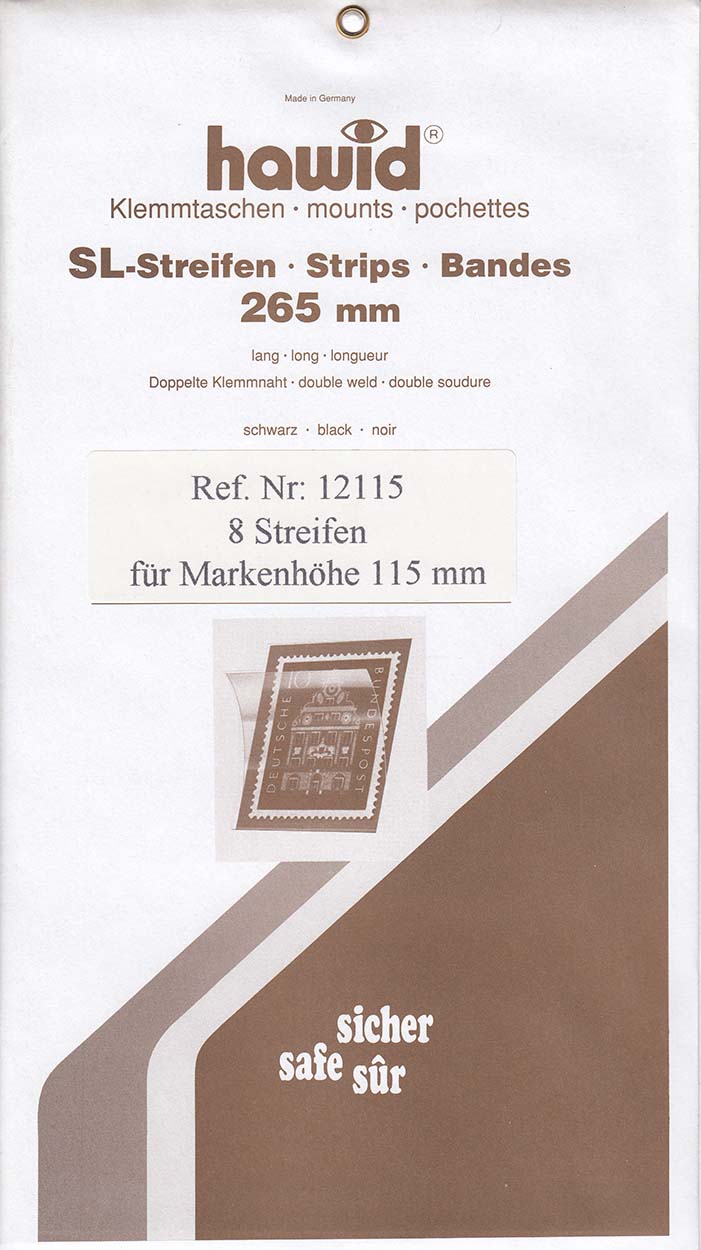 Made in Germany
hawid®
Klemmtaschen · mounts · pochettes
SL-Streifen · Strips · Bandes
265 mm
lang · long · longueur
Doppelte Klemmnaht · double weld · double soudure
schwarz · black · noir
Ref. Nr: 12115
8 Streifen
für Markenhöhe 115 mm
10
DEUTSCHE
BUNDESPOST
sicher
safe sûr